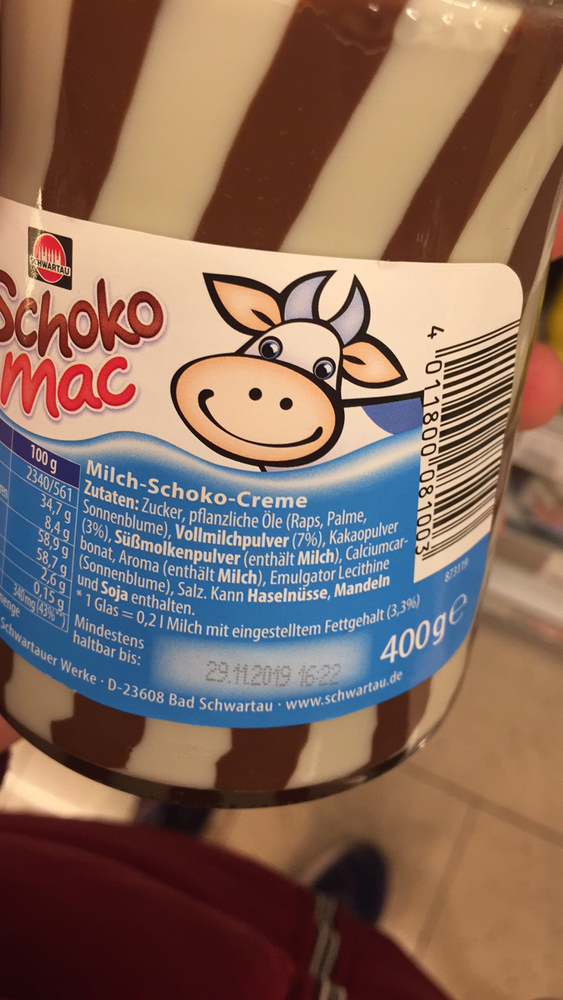 SCHWARTAU
Schoko
mac
100 g
2340/561
34,7 g
8,4 g
58,9 g
58,7 g
2,6 g
0,15 g
340 mg (43%*)
Milch-Schoko-Creme
Zutaten: Zucker, pflanzliche Öle (Raps, Palme,
Sonnenblume), Vollmilchpulver (7%), Kakaopulver
(3%), Süßmolkenpulver (enthält Milch), Calciumcar-
bonat, Aroma (enthält Milch), Emulgator Lecithine
(Sonnenblume), Salz. Kann Haselnüsse, Mandeln
und Soja enthalten.
* 1 Glas = 0,2 l Milch mit eingestelltem Fettgehalt (3,3%)
Mindestens
haltbar bis:
29.11.2019 16:22
400 g e
Schwartauer Werke · D-23608 Bad Schwartau · www.schwartau.de
4 011800 081003
873119